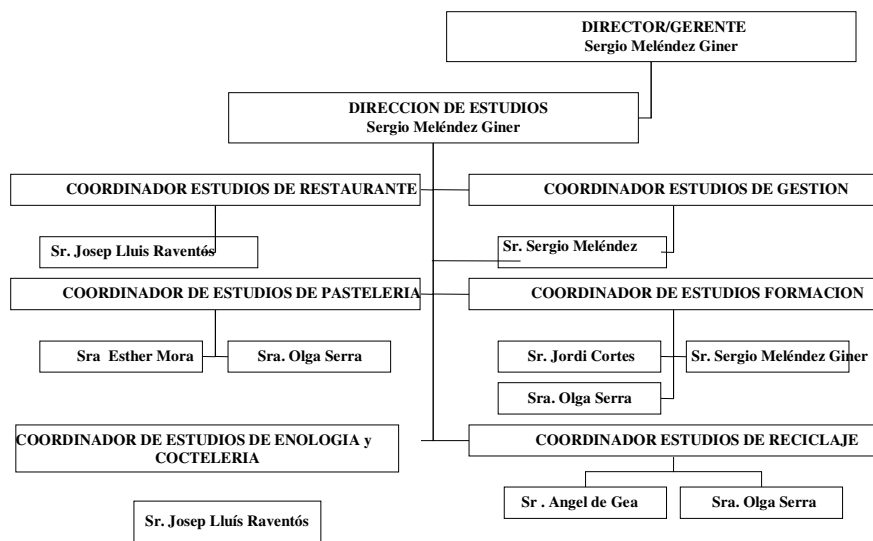 DIRECTOR/GERENTE
Sergio Meléndez Giner
DIRECCION DE ESTUDIOS
Sergio Meléndez Giner
COORDINADOR ESTUDIOS DE RESTAURANTE
COORDINADOR ESTUDIOS DE GESTION
Sr. Josep Lluis Raventós
Sr. Sergio Meléndez
COORDINADOR DE ESTUDIOS DE PASTELERIA
COORDINADOR DE ESTUDIOS FORMACION
Sra Esther Mora
Sra. Olga Serra
Sr. Jordi Cortes
Sr. Sergio Meléndez Giner
Sra. Olga Serra
COORDINADOR DE ESTUDIOS DE ENOLOGIA y
COCTELERIA
COORDINADOR ESTUDIOS DE RECICLAJE
Sr . Angel de Gea
Sra. Olga Serra
Sr. Josep Lluís Raventós